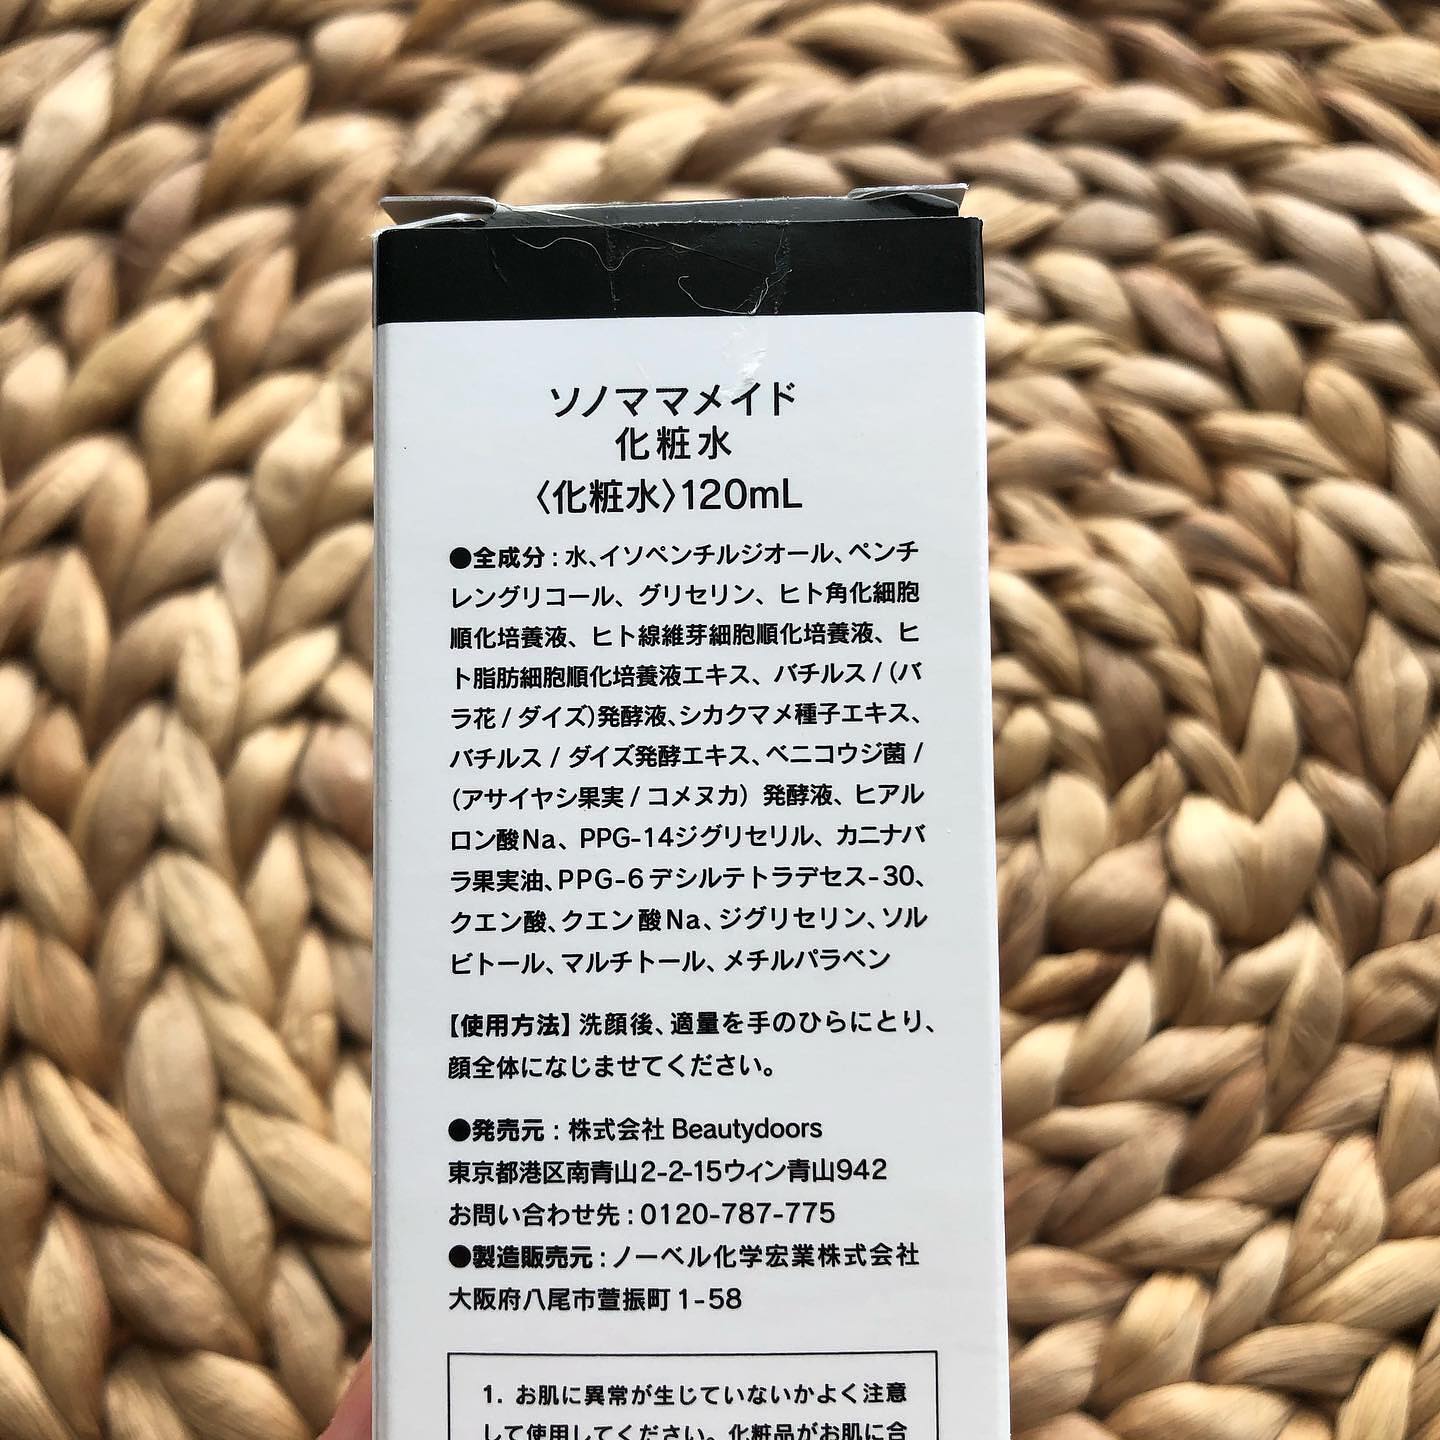 ソノママメイド
化粧水
〈化粧水〉120mL
●全成分：水、イソペンチルジオール、ペンチ
レングリコール、グリセリン、ヒト角化細胞
順化培養液、ヒト線維芽細胞順化培養液、ヒ
ト脂肪細胞順化培養液エキス、バチルス/(バ
ラ花/ダイズ)発酵液、シカクマメ種子エキス、
バチルス/ダイズ発酵エキス、ベニコウジ菌/
(アサイヤシ果実/コメヌカ) 発酵液、ヒアル
ロン酸Na、PPG-14ジグリセリル、カニナバ
ラ果実油、PPG-6デシルテトラデセス-30、
クエン酸、クエン酸Na、ジグリセリン、ソル
ビトール、マルチトール、メチルパラベン
【使用方法】洗顔後、適量を手のひらにとり、
顔全体になじませてください。
●発売元：株式会社 Beautydoors
東京都港区南青山2-2-15ウィン青山942
お問い合わせ先：0120-787-775
●製造販売元：ノーベル化学宏業株式会社
大阪府八尾市萱振町1-58
1. お肌に異常が生じていないかよく注意
して使用してください。化粧品がお肌に合